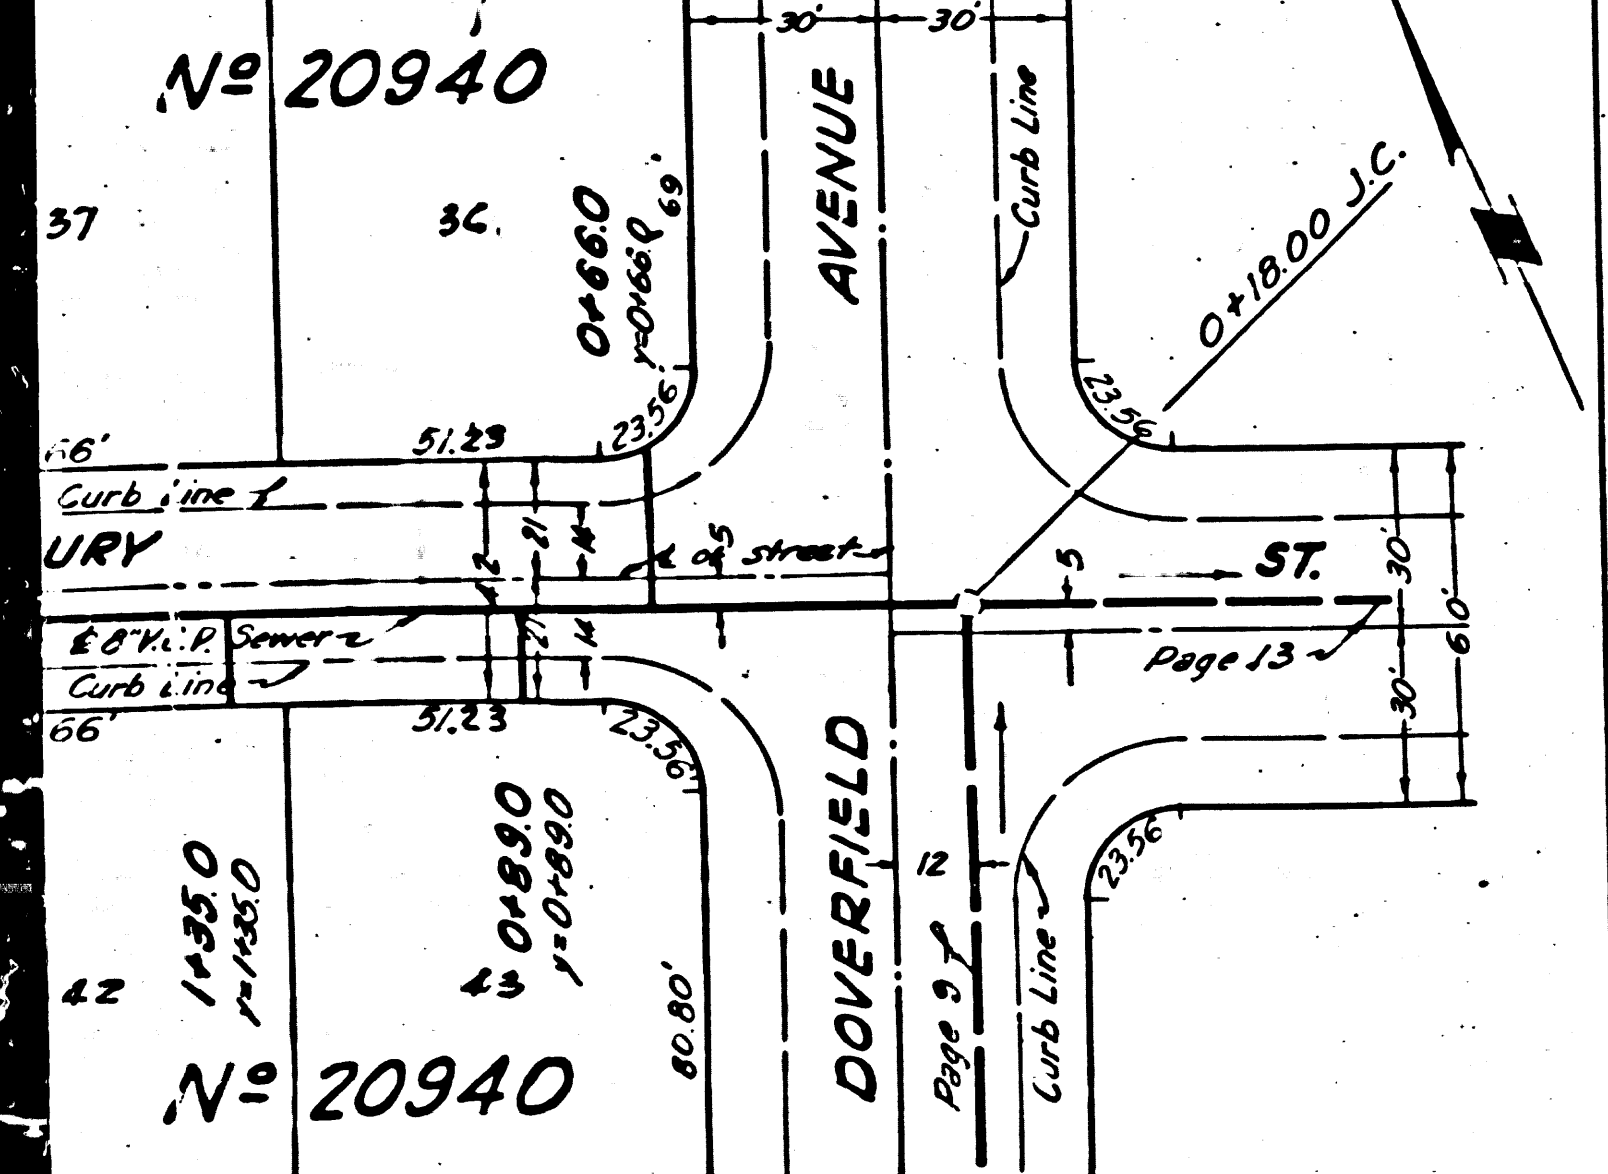 30' 30'
Nº 20940
AVENUE
Curb Line
0+18.00 J.C.
37
36.
0+66.0
y=0+66.0
69'
23.56
23.56
66'
51.23
Curb Line
URY
42
21
14
5
℄ of street
5
ST.
30'
60'
℄ 8" V.C.P. Sewer
21
14
Page 13
Curb Line
30'
66'
51.23
23.56
DOVERFIELD
12
23.56
1+35.0
y=1+35.0
0+89.0
y=0+89.0
42
43
80.80'
Page 9
Curb Line
Nº 20940